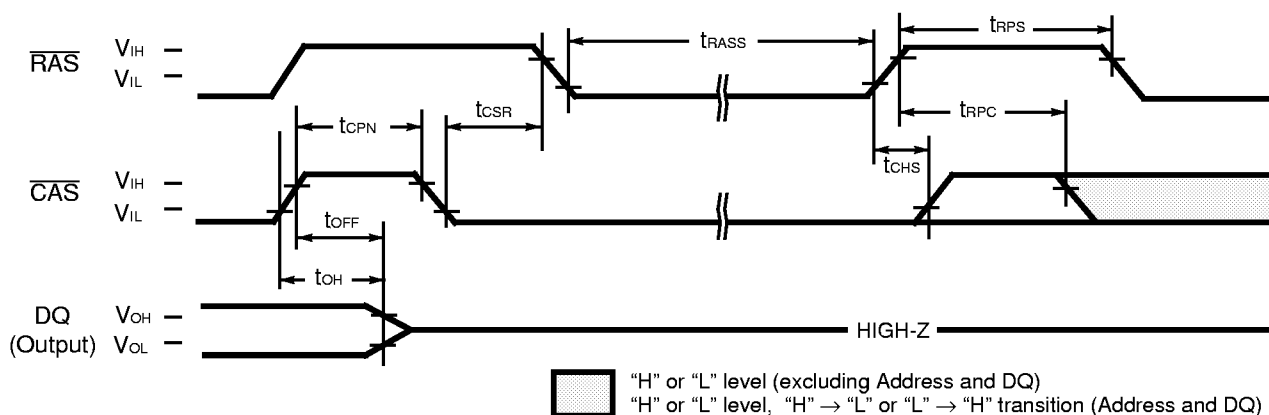 RAS
VIH
VIL
tRASS
tRPS
tCPN
tCSR
tRPC
tCHS
CAS
VIH
VIL
tOFF
tOH
DQ
(Output)
VOH
VOL
HIGH-Z
“H” or “L” level (excluding Address and DQ)
“H” or “L” level, “H” → “L” or “L” → “H” transition (Address and DQ)